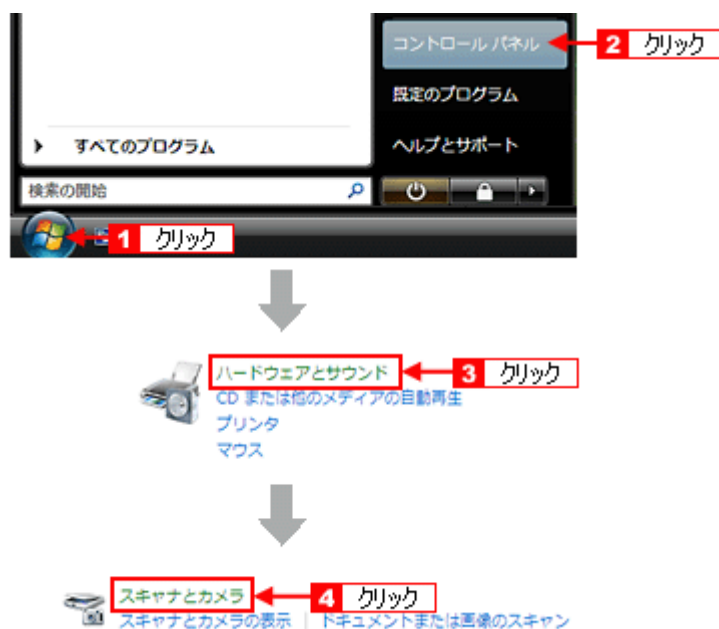 コントロール パネル
2 クリック
既定のプログラム
すべてのプログラム
ヘルプとサポート
検索の開始
1 クリック
ハードウェアとサウンド
3 クリック
CD または他のメディアの自動再生
プリンタ
マウス
スキャナとカメラ
4 クリック
スキャナとカメラの表示 | ドキュメントまたは画像のスキャン